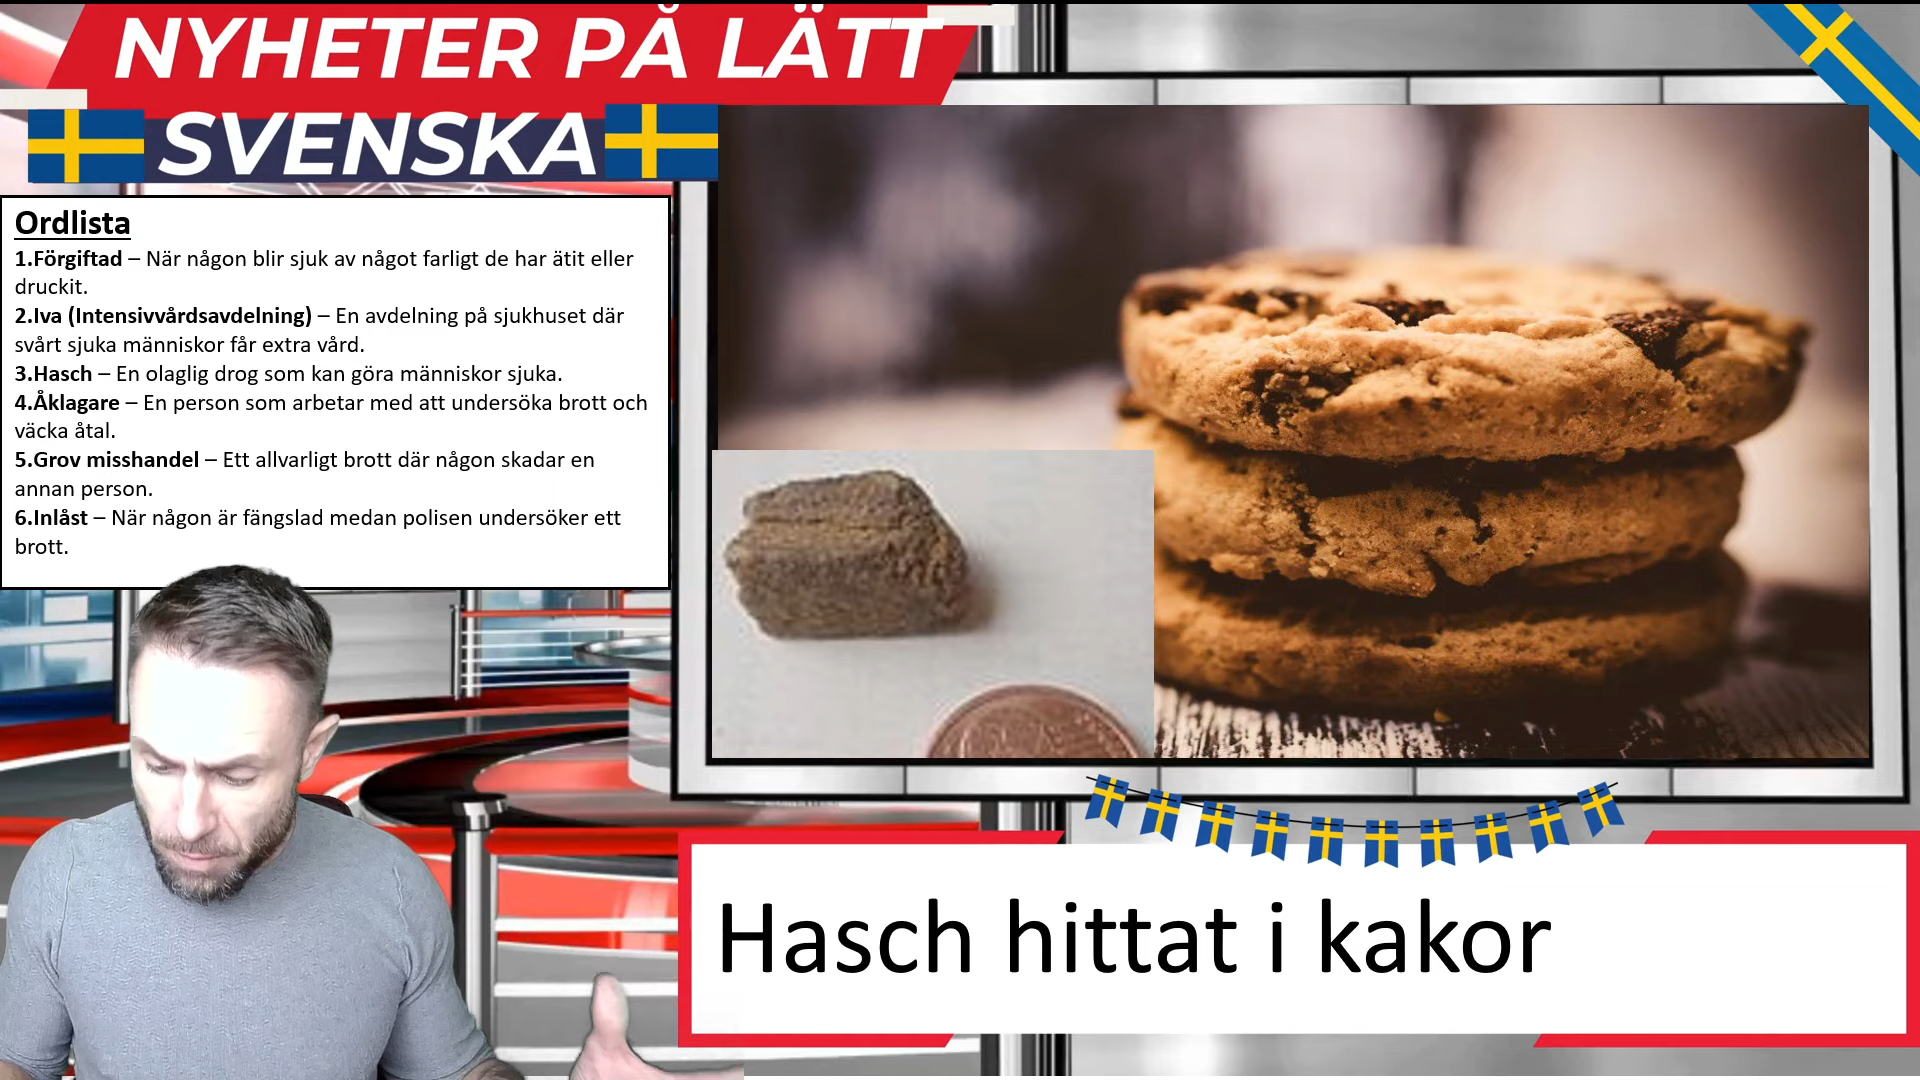 NYHETER PÅ LÄTT
SVENSKA
Ordlista
1.Förgiftad – När någon blir sjuk av något farligt de har ätit eller
druckit.
2.Iva (Intensivvårdsavdelning) – En avdelning på sjukhuset där
svårt sjuka människor får extra vård.
3.Hasch – En olaglig drog som kan göra människor sjuka.
4.Åklagare – En person som arbetar med att undersöka brott och
väcka åtal.
5.Grov misshandel – Ett allvarligt brott där någon skadar en
annan person.
6.Inlåst – När någon är fängslad medan polisen undersöker ett
brott.
Hasch hittat i kakor